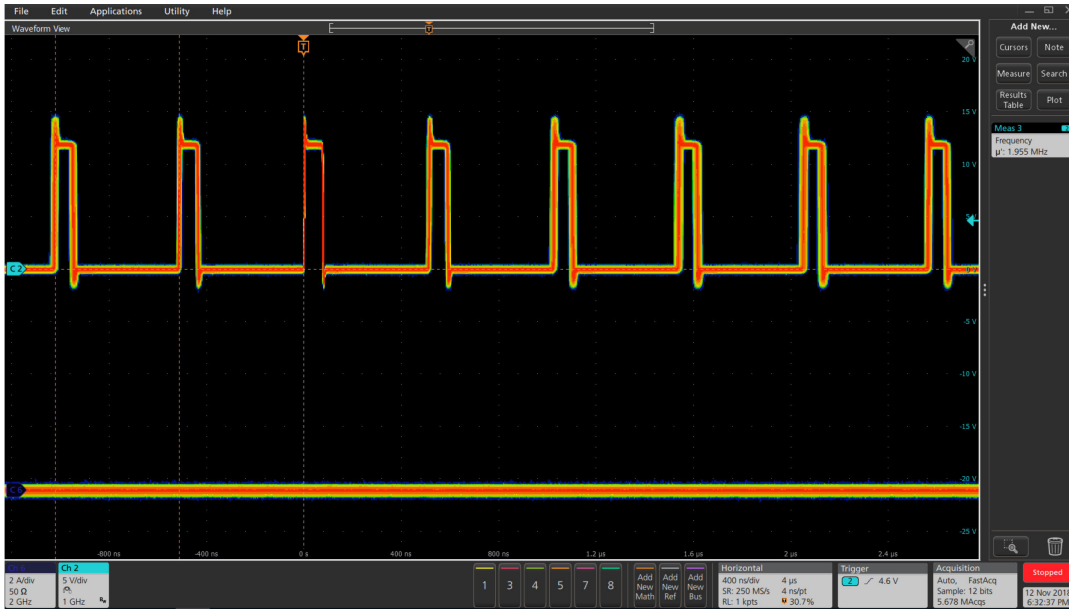 File Edit Applications Utility Help
Waveform View
Add New...
Cursors Note
Measure Search
Results Table Plot
Meas 3
Frequency
µ': 1.955 MHz
T
20 V
15 V
10 V
5 V
0 V
-5 V
-10 V
-15 V
-20 V
-25 V
C 2
C 6
-800 ns -400 ns 0 s 400 ns 800 ns 1.2 µs 1.6 µs 2 µs 2.4 µs
Ch 6
2 A/div
50 Ω
2 GHz
Ch 2
5 V/div
1 GHz
1 3 4 5 7 8
Add New Math
Add New Ref
Add New Bus
Horizontal
400 ns/div 4 µs
SR: 250 MS/s 4 ns/pt
RL: 1 kpts 30.7%
Trigger
2 4.6 V
Acquisition
Auto, FastAcq
Sample: 12 bits
5.678 MAcqs
Stopped
12 Nov 2018
6:32:37 PM